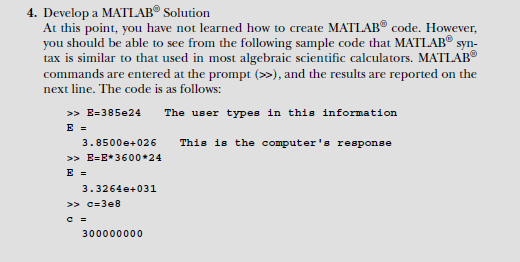 4. Develop a MATLAB® Solution
At this point, you have not learned how to create MATLAB® code. However,
you should be able to see from the following sample code that MATLAB® syn-
tax is similar to that used in most algebraic scientific calculators. MATLAB®
commands are entered at the prompt (>>), and the results are reported on the
next line. The code is as follows:
>> E=385e24 The user types in this information
E =
3.8500e+026 This is the computer's response
>> E=E*3600*24
E =
3.3264e+031
>> c=3e8
c =
300000000